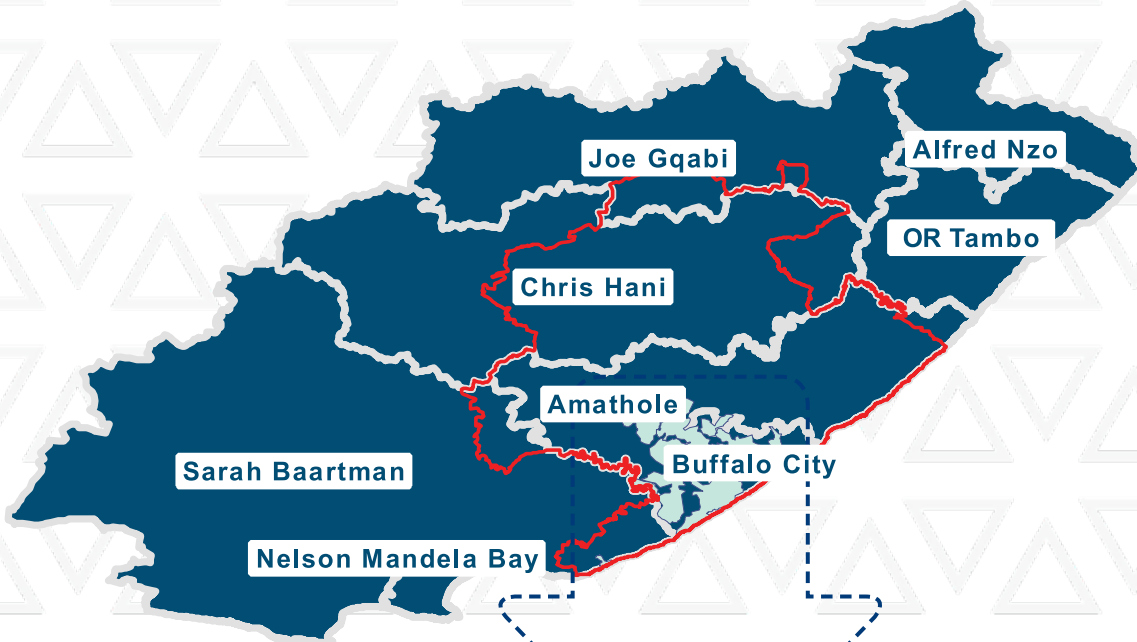 Joe Gqabi
Alfred Nzo
OR Tambo
Chris Hani
Amathole
Buffalo City
Sarah Baartman
Nelson Mandela Bay